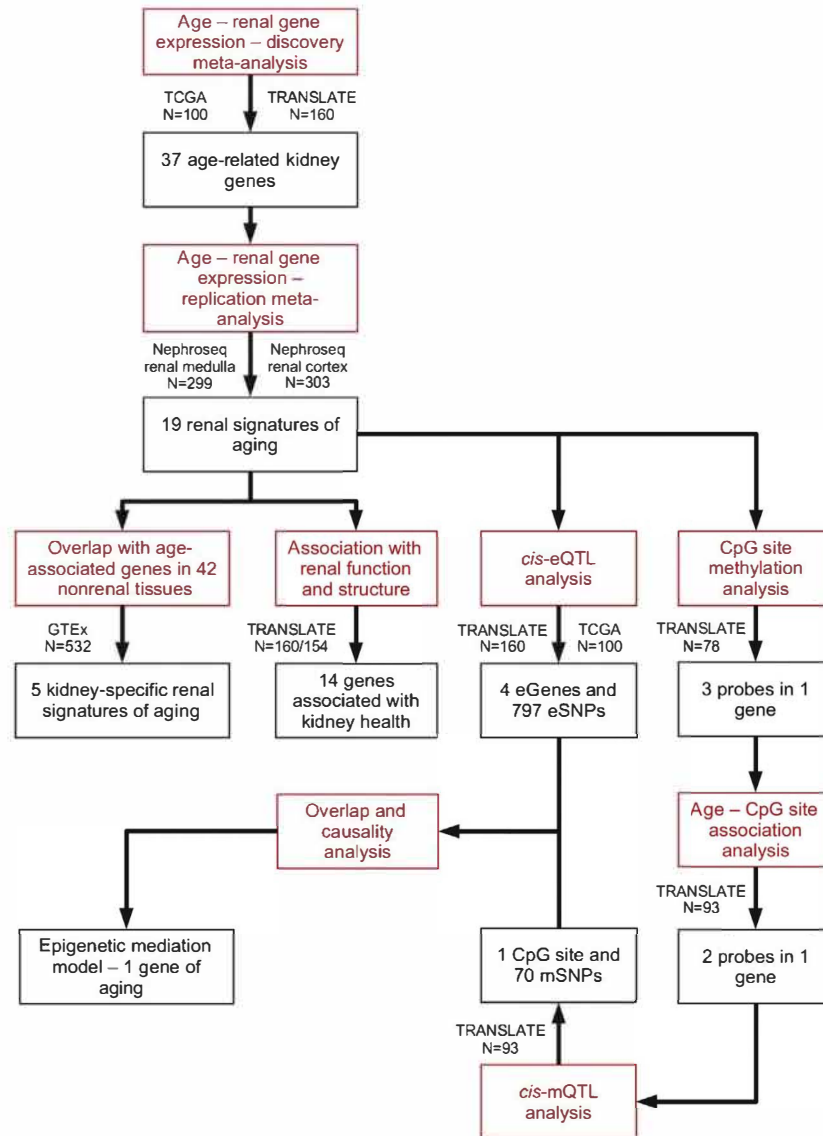 Age – renal gene
expression – discovery
meta-analysis
TCGA
N=100
TRANSLATE
N=160
37 age-related kidney
genes
Age – renal gene
expression –
replication meta-
analysis
Nephroseq
renal medulla
N=299
Nephroseq
renal cortex
N=303
19 renal signatures of
aging
Overlap with age-
associated genes in 42
nonrenal tissues
Association with
renal function
and structure
cis-eQTL
analysis
CpG site
methylation
analysis
GTEx
N=532
TRANSLATE
N=160/154
TRANSLATE
N=160
TCGA
N=100
TRANSLATE
N=78
5 kidney-specific renal
signatures of aging
14 genes
associated with
kidney health
4 eGenes and
797 eSNPs
3 probes in 1
gene
Overlap and
causality
analysis
Age – CpG site
association
analysis
TRANSLATE
N=93
Epigenetic mediation
model – 1 gene of
aging
1 CpG site and
70 mSNPs
2 probes in 1
gene
TRANSLATE
N=93
cis-mQTL
analysis